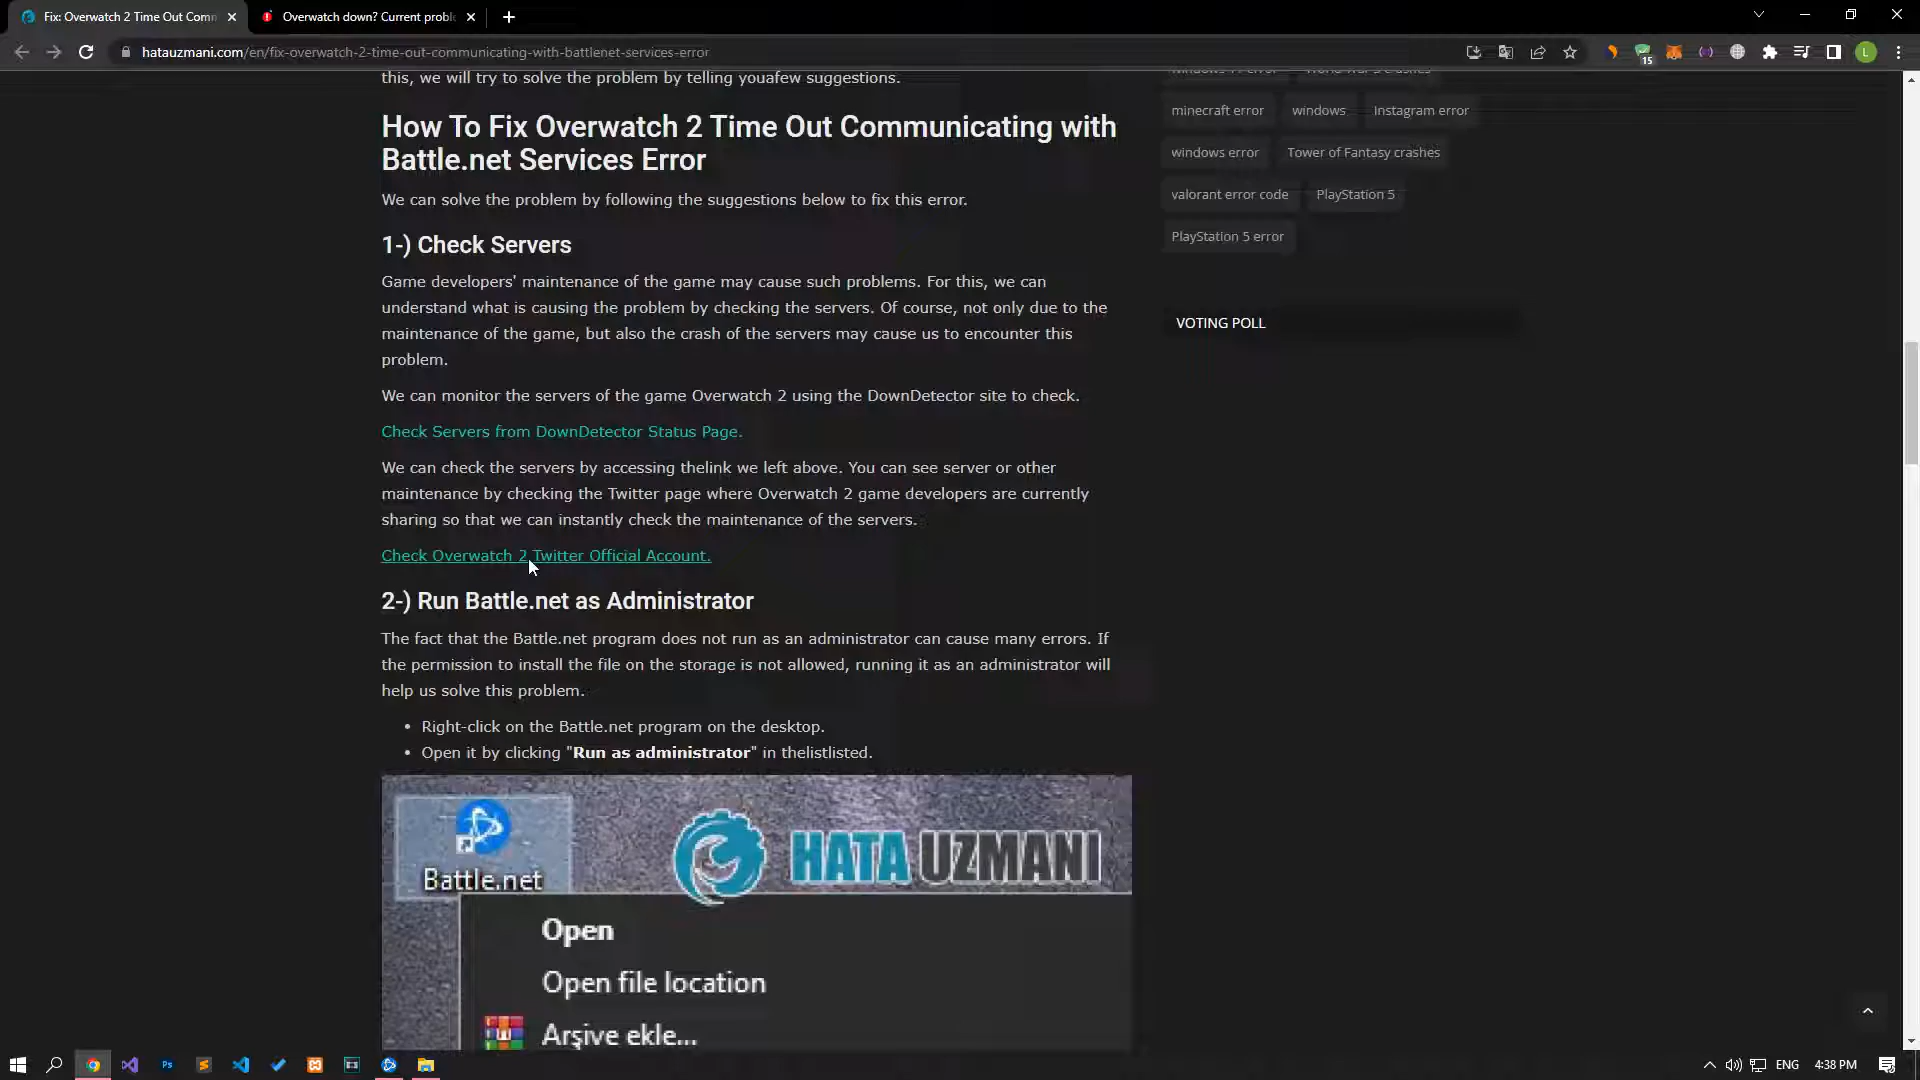 Fix: Overwatch 2 Time Out Comm
Overwatch down? Current probl
hatauzmani.com/en/fix-overwatch-2-time-out-communicating-with-battlenet-services-error
15
L
this, we will try to solve the problem by telling youafew suggestions.
How To Fix Overwatch 2 Time Out Communicating with
Battle.net Services Error
We can solve the problem by following the suggestions below to fix this error.
1-) Check Servers
Game developers' maintenance of the game may cause such problems. For this, we can
understand what is causing the problem by checking the servers. Of course, not only due to the
maintenance of the game, but also the crash of the servers may cause us to encounter this
problem.
We can monitor the servers of the game Overwatch 2 using the DownDetector site to check.
Check Servers from DownDetector Status Page.
We can check the servers by accessing thelink we left above. You can see server or other
maintenance by checking the Twitter page where Overwatch 2 game developers are currently
sharing so that we can instantly check the maintenance of the servers.
Check Overwatch 2 Twitter Official Account.
2-) Run Battle.net as Administrator
The fact that the Battle.net program does not run as an administrator can cause many errors. If
the permission to install the file on the storage is not allowed, running it as an administrator will
help us solve this problem.
• Right-click on the Battle.net program on the desktop.
• Open it by clicking "Run as administrator" in thelistlisted.
Battle.net
HATA UZMANI
Open
Open file location
Arşive ekle...
minecraft error windows Instagram error
windows error Tower of Fantasy crashes
valorant error code PlayStation 5
PlayStation 5 error
VOTING POLL
Ps
ENG
4:38 PM